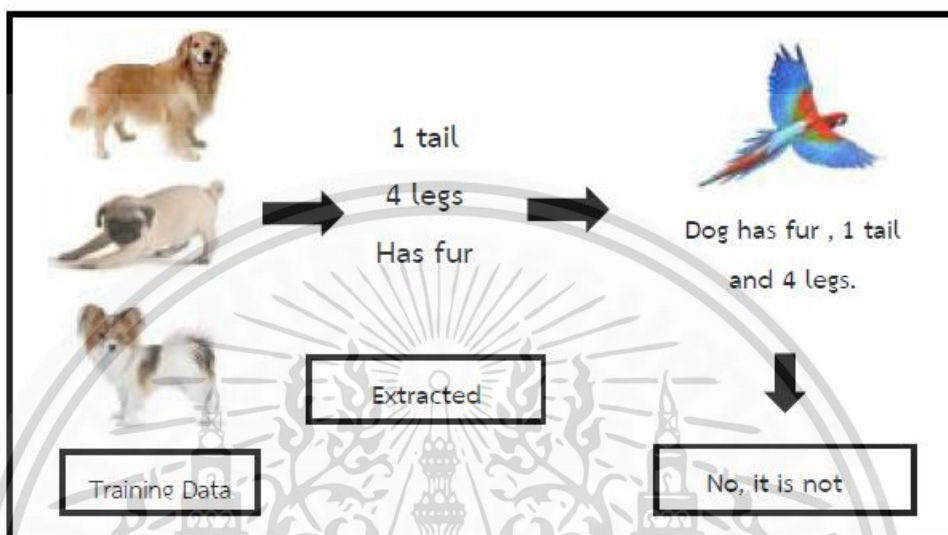 1 tail
4 legs
Has fur
Extracted
Training Data
Dog has fur , 1 tail
and 4 legs.
No, it is not